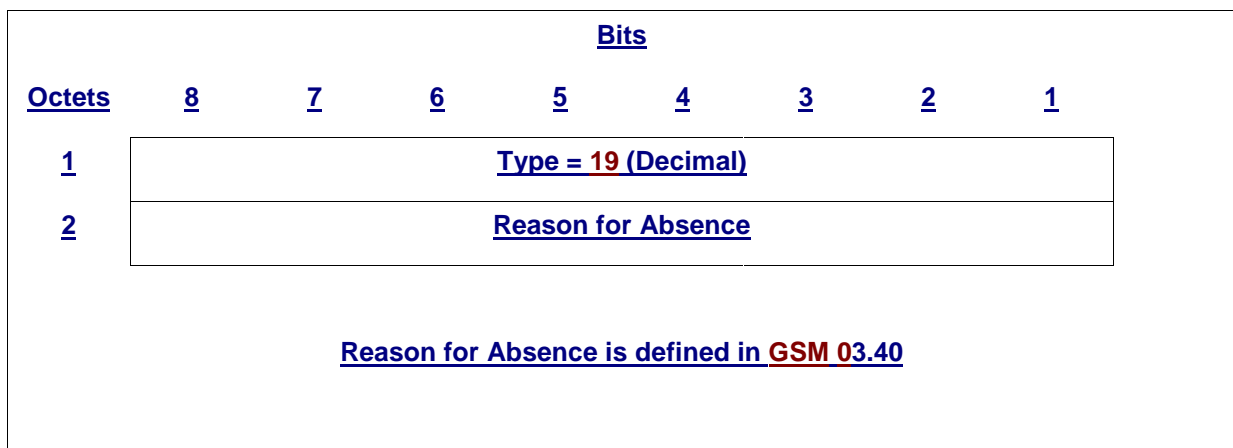 Bits
Octets 8 7 6 5 4 3 2 1
1 Type = 19 (Decimal)
2 Reason for Absence
Reason for Absence is defined in GSM 03.40